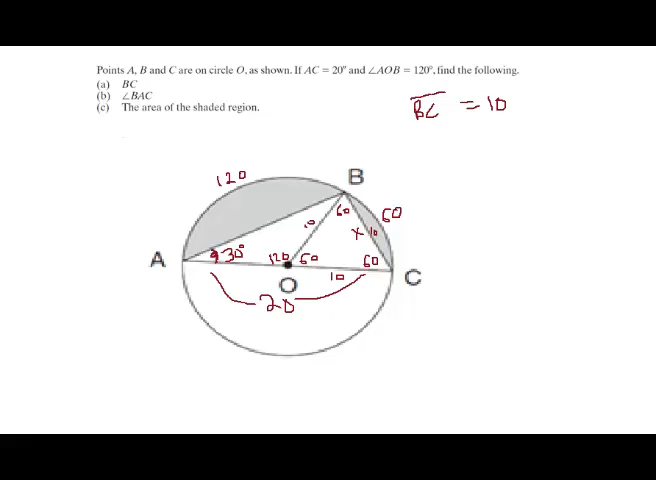 Points A, B and C are on circle O, as shown. If AC = 20" and ∠AOB = 120°, find the following.
(a) BC
(b) ∠BAC
(c) The area of the shaded region.
BC = 10
120
B
60
60
10
x 10
A
30°
120
60
60
C
O
10
20